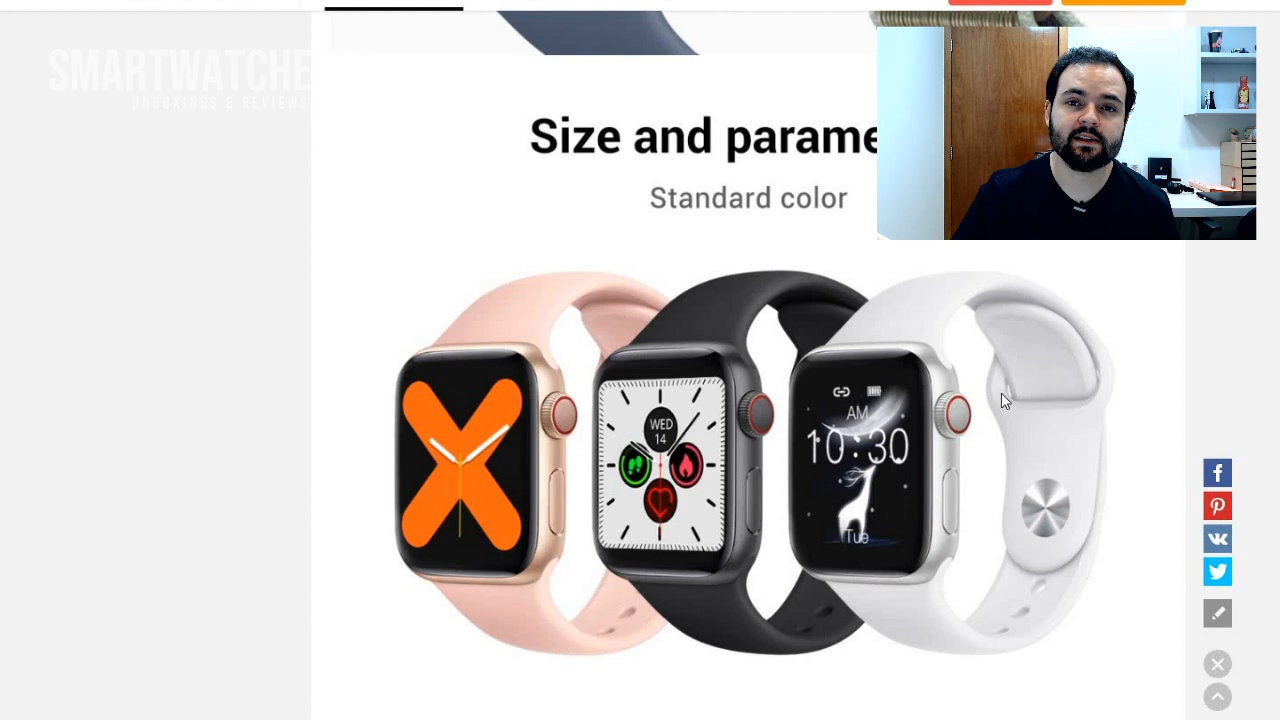 SMARTWATCHE
UNBOXINGS & REVIEWS
Size and parame
Standard color
WED
14
AM
10:30
Tue